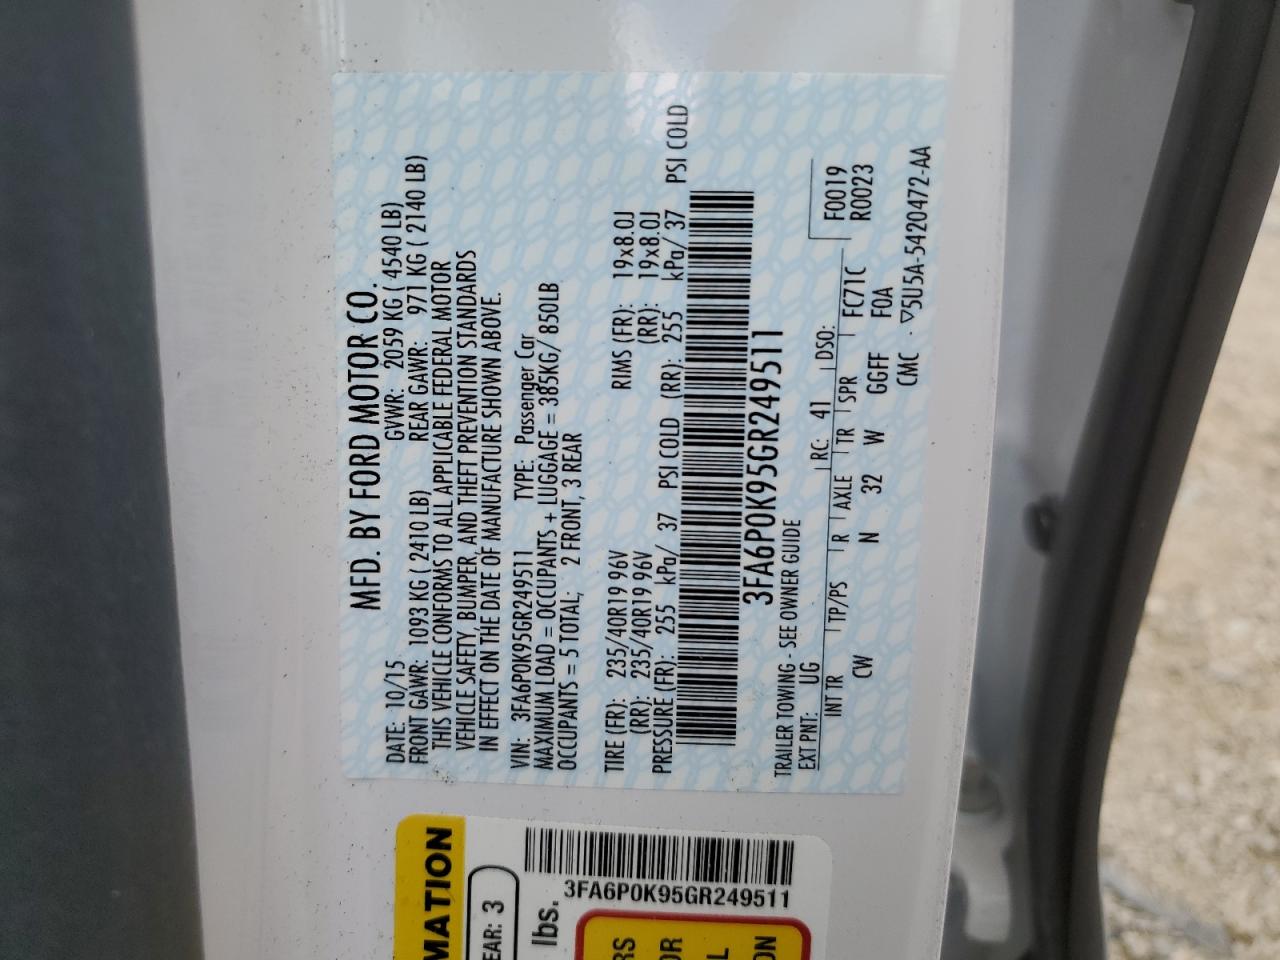 MFD. BY FORD MOTOR CO.
DATE: 10/15 GVWR: 2059 KG ( 4540 LB)
FRONT GAWR: 1093 KG ( 2410 LB) REAR GAWR: 971 KG ( 2140 LB)
THIS VEHICLE CONFORMS TO ALL APPLICABLE FEDERAL MOTOR
VEHICLE SAFETY, BUMPER, AND THEFT PREVENTION STANDARDS
IN EFFECT ON THE DATE OF MANUFACTURE SHOWN ABOVE.
VIN: 3FA6P0K95GR249511 TYPE: Passenger Car
MAXIMUM LOAD = OCCUPANTS + LUGGAGE = 385KG/ 850LB
OCCUPANTS = 5 TOTAL; 2 FRONT, 3 REAR
TIRE (FR): 235/40R19 96V RIMS (FR): 19x8.0J
(RR): 235/40R19 96V (RR): 19x8.0J
PRESSURE (FR): 255 kPa/ 37 PSI COLD (RR): 255 kPa/ 37 PSI COLD
3FA6P0K95GR249511
TRAILER TOWING - SEE OWNER GUIDE
EXT PNT: UG RC: 41 DSO: F0019
R0023
INT TR TP/PS R AXLE TR SPR FC71C
CW N 32 W GGFF F0A
CMC ▽5U5A-5420472-AA
MATION
EAR: 3
lbs.
3FA6P0K95GR249511
RS
OR
L
ON